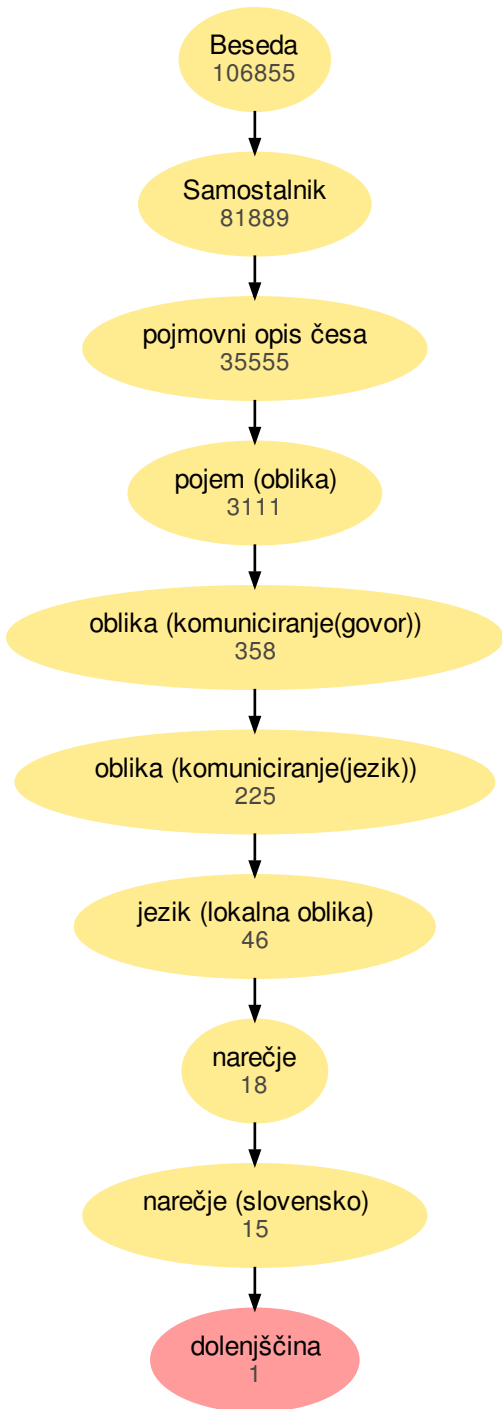 Beseda
106855
Samostalnik
81889
pojmovni opis česa
35555
pojem (oblika)
3111
oblika (komuniciranje(govor))
358
oblika (komuniciranje(jezik))
225
jezik (lokalna oblika)
46
narečje
18
narečje (slovensko)
15
dolenjščina
1